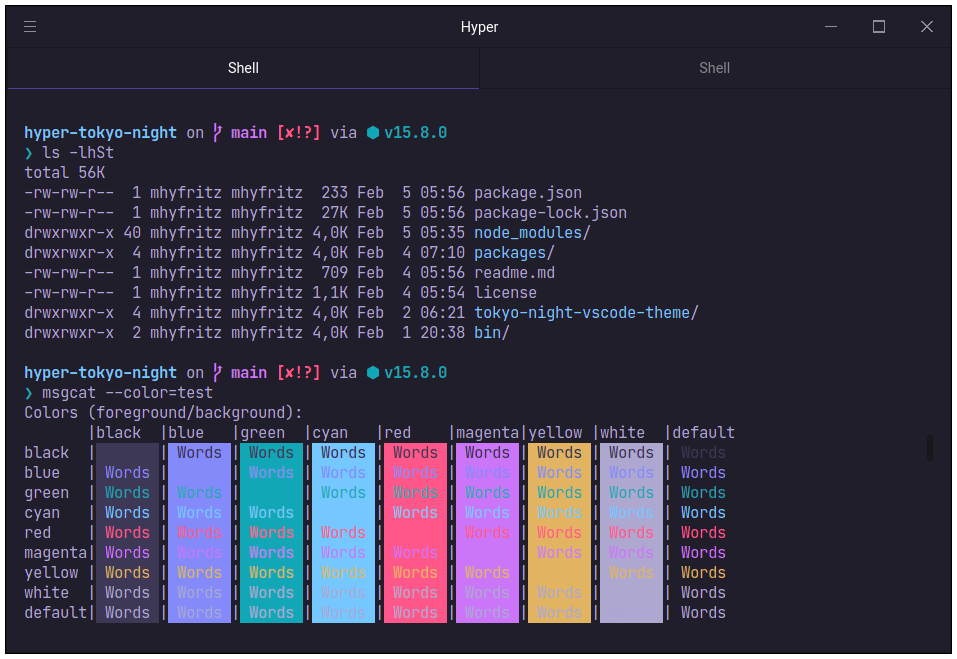 Hyper
Shell Shell
hyper-tokyo-night on main [✘!?] via ⬢ v15.8.0
❯ ls -lhSt
total 56K
-rw-rw-r--  1 mhyfritz mhyfritz  233 Feb  5 05:56 package.json
-rw-rw-r--  1 mhyfritz mhyfritz  27K Feb  5 05:56 package-lock.json
drwxrwxr-x 40 mhyfritz mhyfritz 4,0K Feb  5 05:35 node_modules/
drwxrwxr-x  4 mhyfritz mhyfritz 4,0K Feb  4 07:10 packages/
-rw-rw-r--  1 mhyfritz mhyfritz  709 Feb  4 05:56 readme.md
-rw-rw-r--  1 mhyfritz mhyfritz 1,1K Feb  4 05:54 license
drwxrwxr-x  4 mhyfritz mhyfritz 4,0K Feb  2 06:21 tokyo-night-vscode-theme/
drwxrwxr-x  2 mhyfritz mhyfritz 4,0K Feb  1 20:38 bin/
hyper-tokyo-night on main [✘!?] via ⬢ v15.8.0
❯ msgcat --color=test
Colors (foreground/background):
       |black  |blue   |green  |cyan   |red    |magenta|yellow |white  |default
black  |       | Words | Words | Words | Words | Words | Words | Words | Words
blue   | Words |       | Words | Words | Words | Words | Words | Words | Words
green  | Words | Words |       | Words | Words | Words | Words | Words | Words
cyan   | Words | Words | Words |       | Words | Words | Words | Words | Words
red    | Words | Words | Words | Words |       | Words | Words | Words | Words
magenta| Words | Words | Words | Words | Words |       | Words | Words | Words
yellow | Words | Words | Words | Words | Words | Words |       | Words | Words
white  | Words | Words | Words | Words | Words | Words | Words |       | Words
default| Words | Words | Words | Words | Words | Words | Words |       | Words